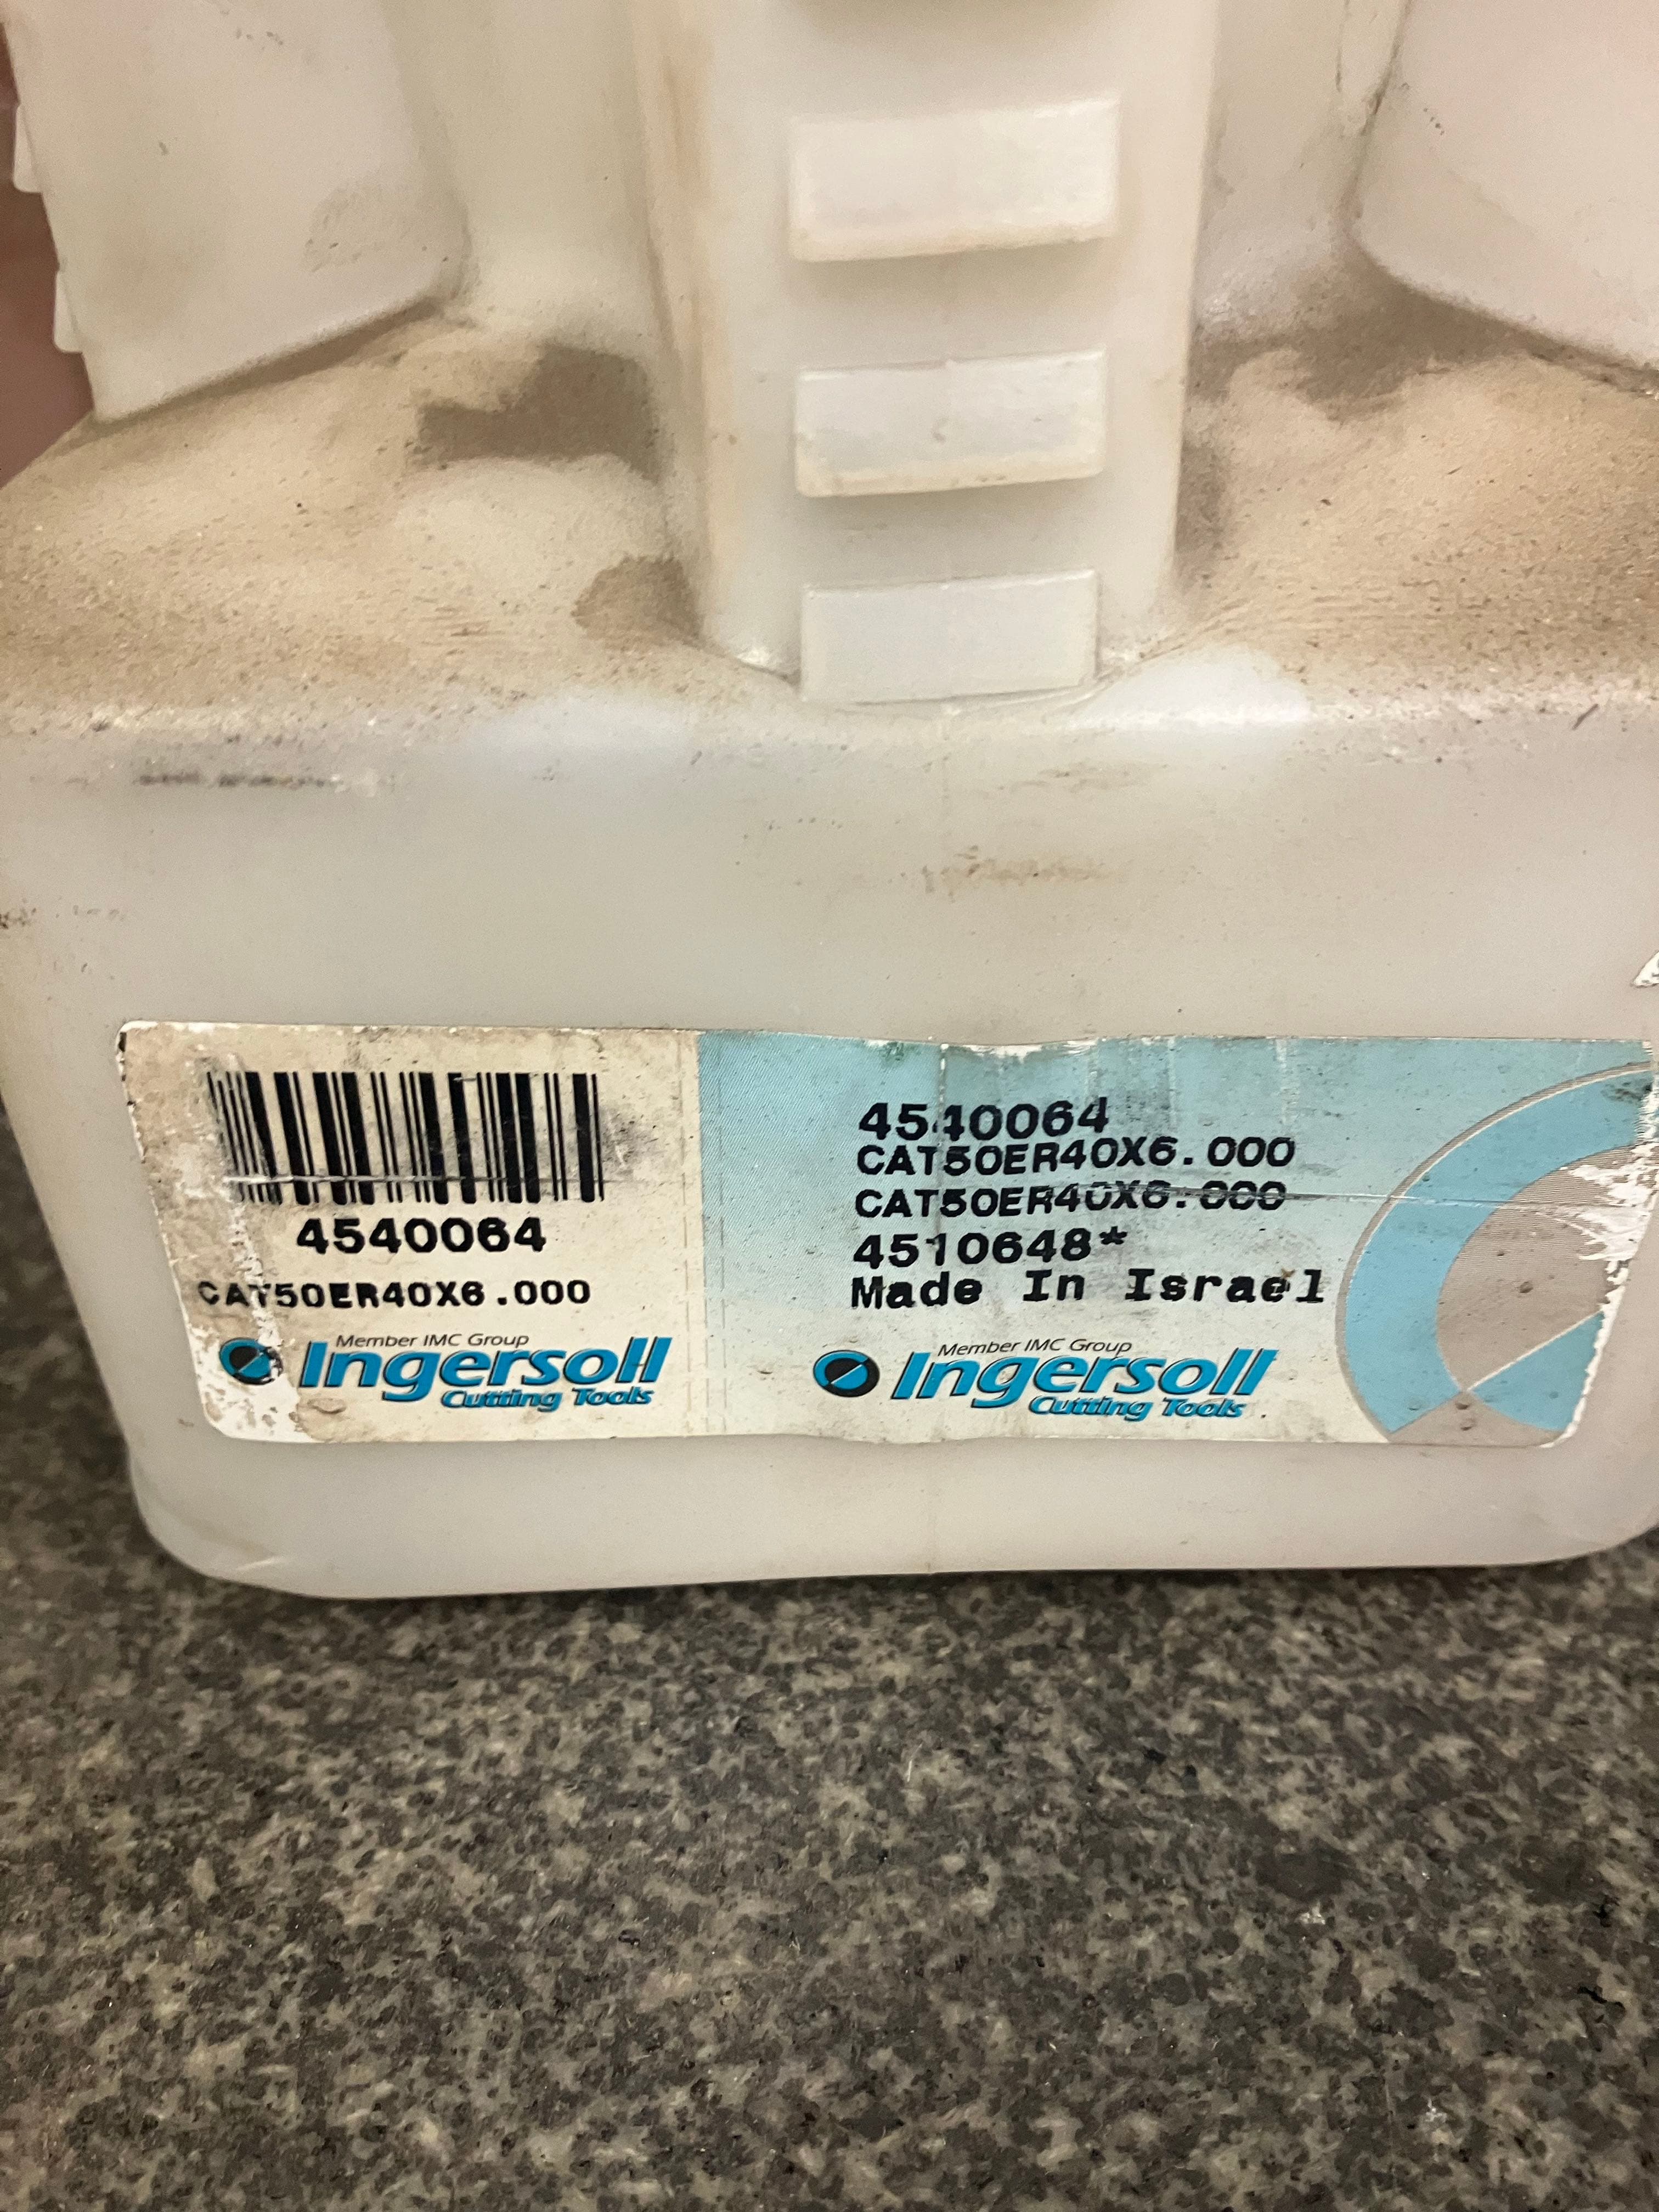 4540064
CAT50ER40X6.000
Member IMC Group
Ingersoll
Cutting Tools
4540064
CAT50ER40X6.000
CAT50ER40X6.000
4510648*
Made In Israel
Member IMC Group
Ingersoll
Cutting Tools